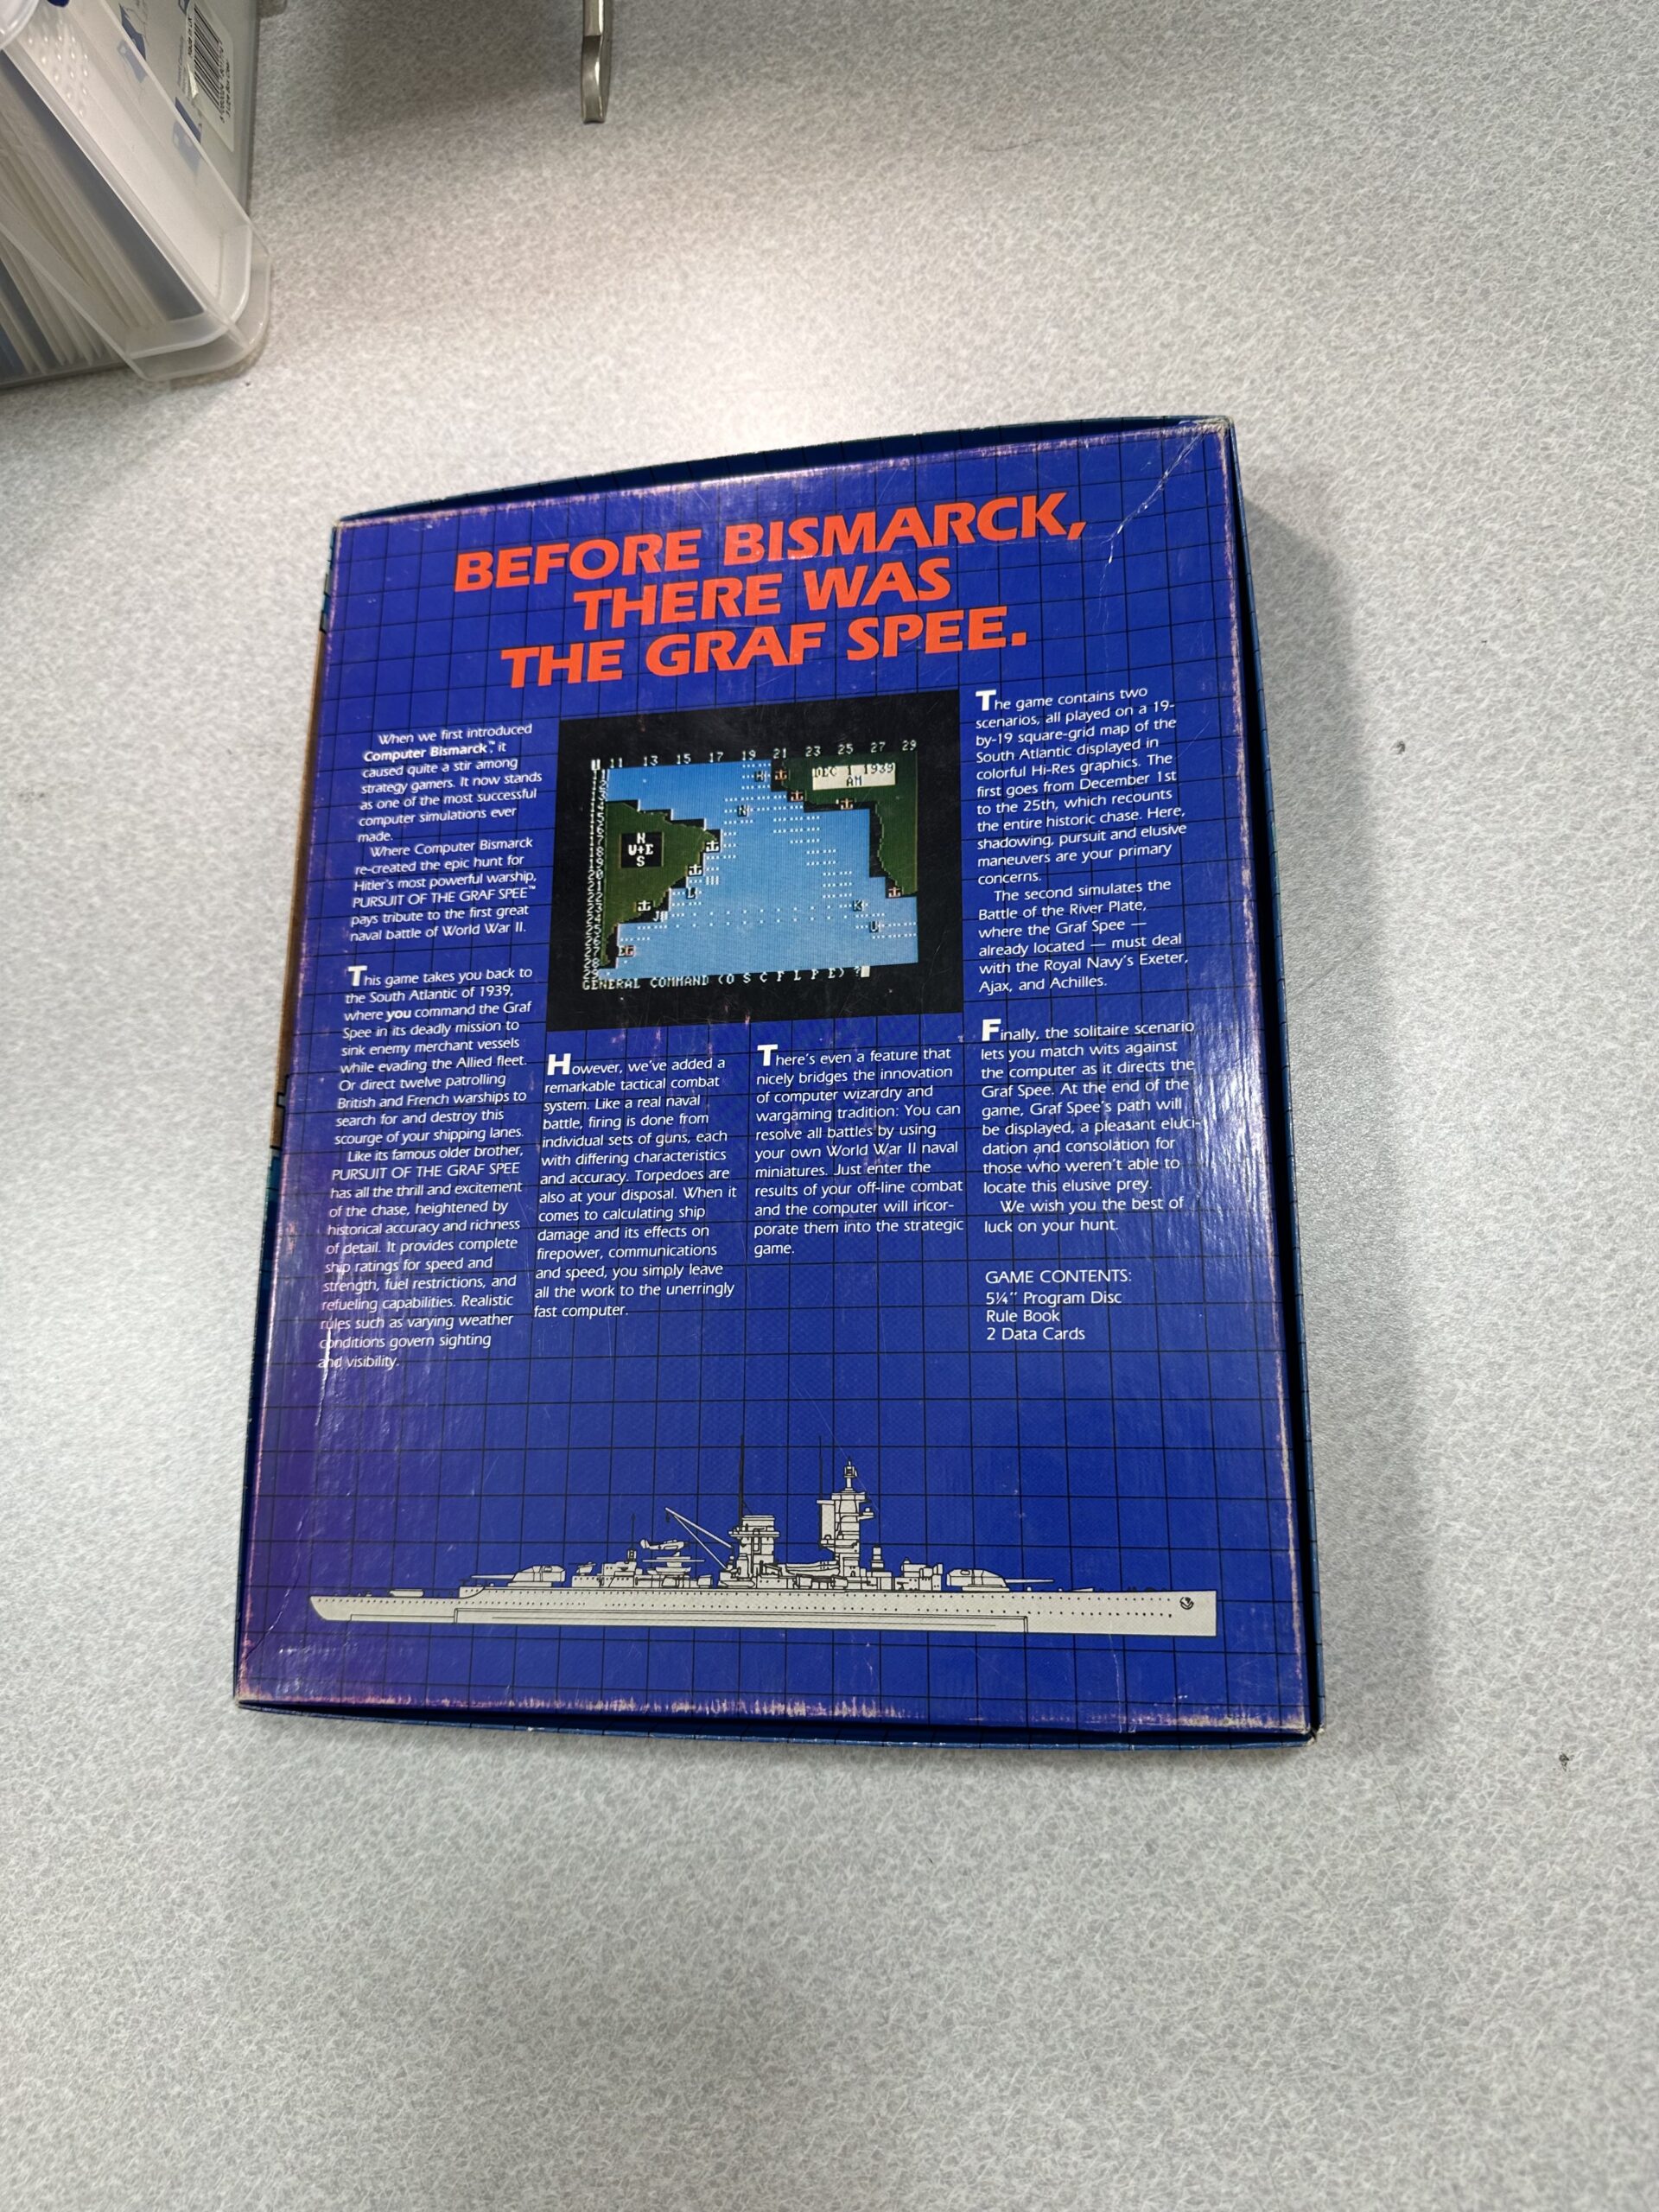 BEFORE BISMARCK,
THERE WAS
THE GRAF SPEE.
When we first introduced
Computer Bismarck™, it
caused quite a stir among
strategy gamers. It now stands
as one of the most successful
computer simulations ever
made.
Where Computer Bismarck
re-created the epic hunt for
Hitler's most powerful warship,
PURSUIT OF THE GRAF SPEE™
pays tribute to the first great
naval battle of World War II.
This game takes you back to
the South Atlantic of 1939,
where you command the Graf
Spee in its deadly mission to
sink enemy merchant vessels
while evading the Allied fleet.
Or direct twelve patrolling
British and French warships to
search for and destroy this
scourge of your shipping lanes.
Like its famous older brother,
PURSUIT OF THE GRAF SPEE
has all the thrill and excitement
of the chase, heightened by
historical accuracy and richness
of detail. It provides complete
ship ratings for speed and
strength, fuel restrictions, and
refueling capabilities. Realistic
rules such as varying weather
conditions govern sighting
and visibility.
11 13 15 17 19 21 23 25 27 29
DEC 1 1939
AM
N
W+E
S
GENERAL COMMAND (O S C F L P E) ?
However, we've added a
remarkable tactical combat
system. Like a real naval
battle, firing is done from
individual sets of guns, each
with differing characteristics
and accuracy. Torpedoes are
also at your disposal. When it
comes to calculating ship
damage and its effects on
firepower, communications
and speed, you simply leave
all the work to the unerringly
fast computer.
There's even a feature that
nicely bridges the innovation
of computer wizardry and
wargaming tradition: You can
resolve all battles by using
your own World War II naval
miniatures. Just enter the
results of your off-line combat
and the computer will incor-
porate them into the strategic
game.
The game contains two
scenarios, all played on a 19-
by-19 square-grid map of the
South Atlantic displayed in
colorful Hi-Res graphics. The
first goes from December 1st
to the 25th, which recounts
the entire historic chase. Here,
shadowing, pursuit and elusive
maneuvers are your primary
concerns.
The second simulates the
Battle of the River Plate,
where the Graf Spee —
already located — must deal
with the Royal Navy's Exeter,
Ajax, and Achilles.
Finally, the solitaire scenario
lets you match wits against
the computer as it directs the
Graf Spee. At the end of the
game, Graf Spee's path will
be displayed, a pleasant eluci-
dation and consolation for
those who weren't able to
locate this elusive prey.
We wish you the best of
luck on your hunt.
GAME CONTENTS:
5¼" Program Disc
Rule Book
2 Data Cards